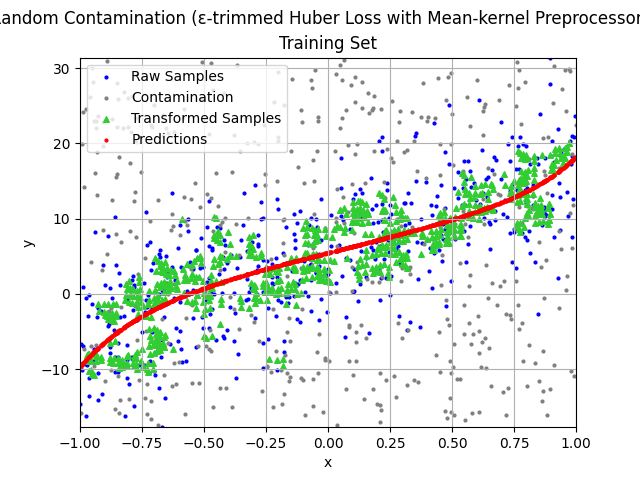 andom Contamination (ε-trimmed Huber Loss with Mean-kernel Preprocessor
Training Set
Raw Samples
Contamination
Transformed Samples
Predictions
30
20
10
0
−10
y
−1.00 −0.75 −0.50 −0.25 0.00 0.25 0.50 0.75 1.00
x